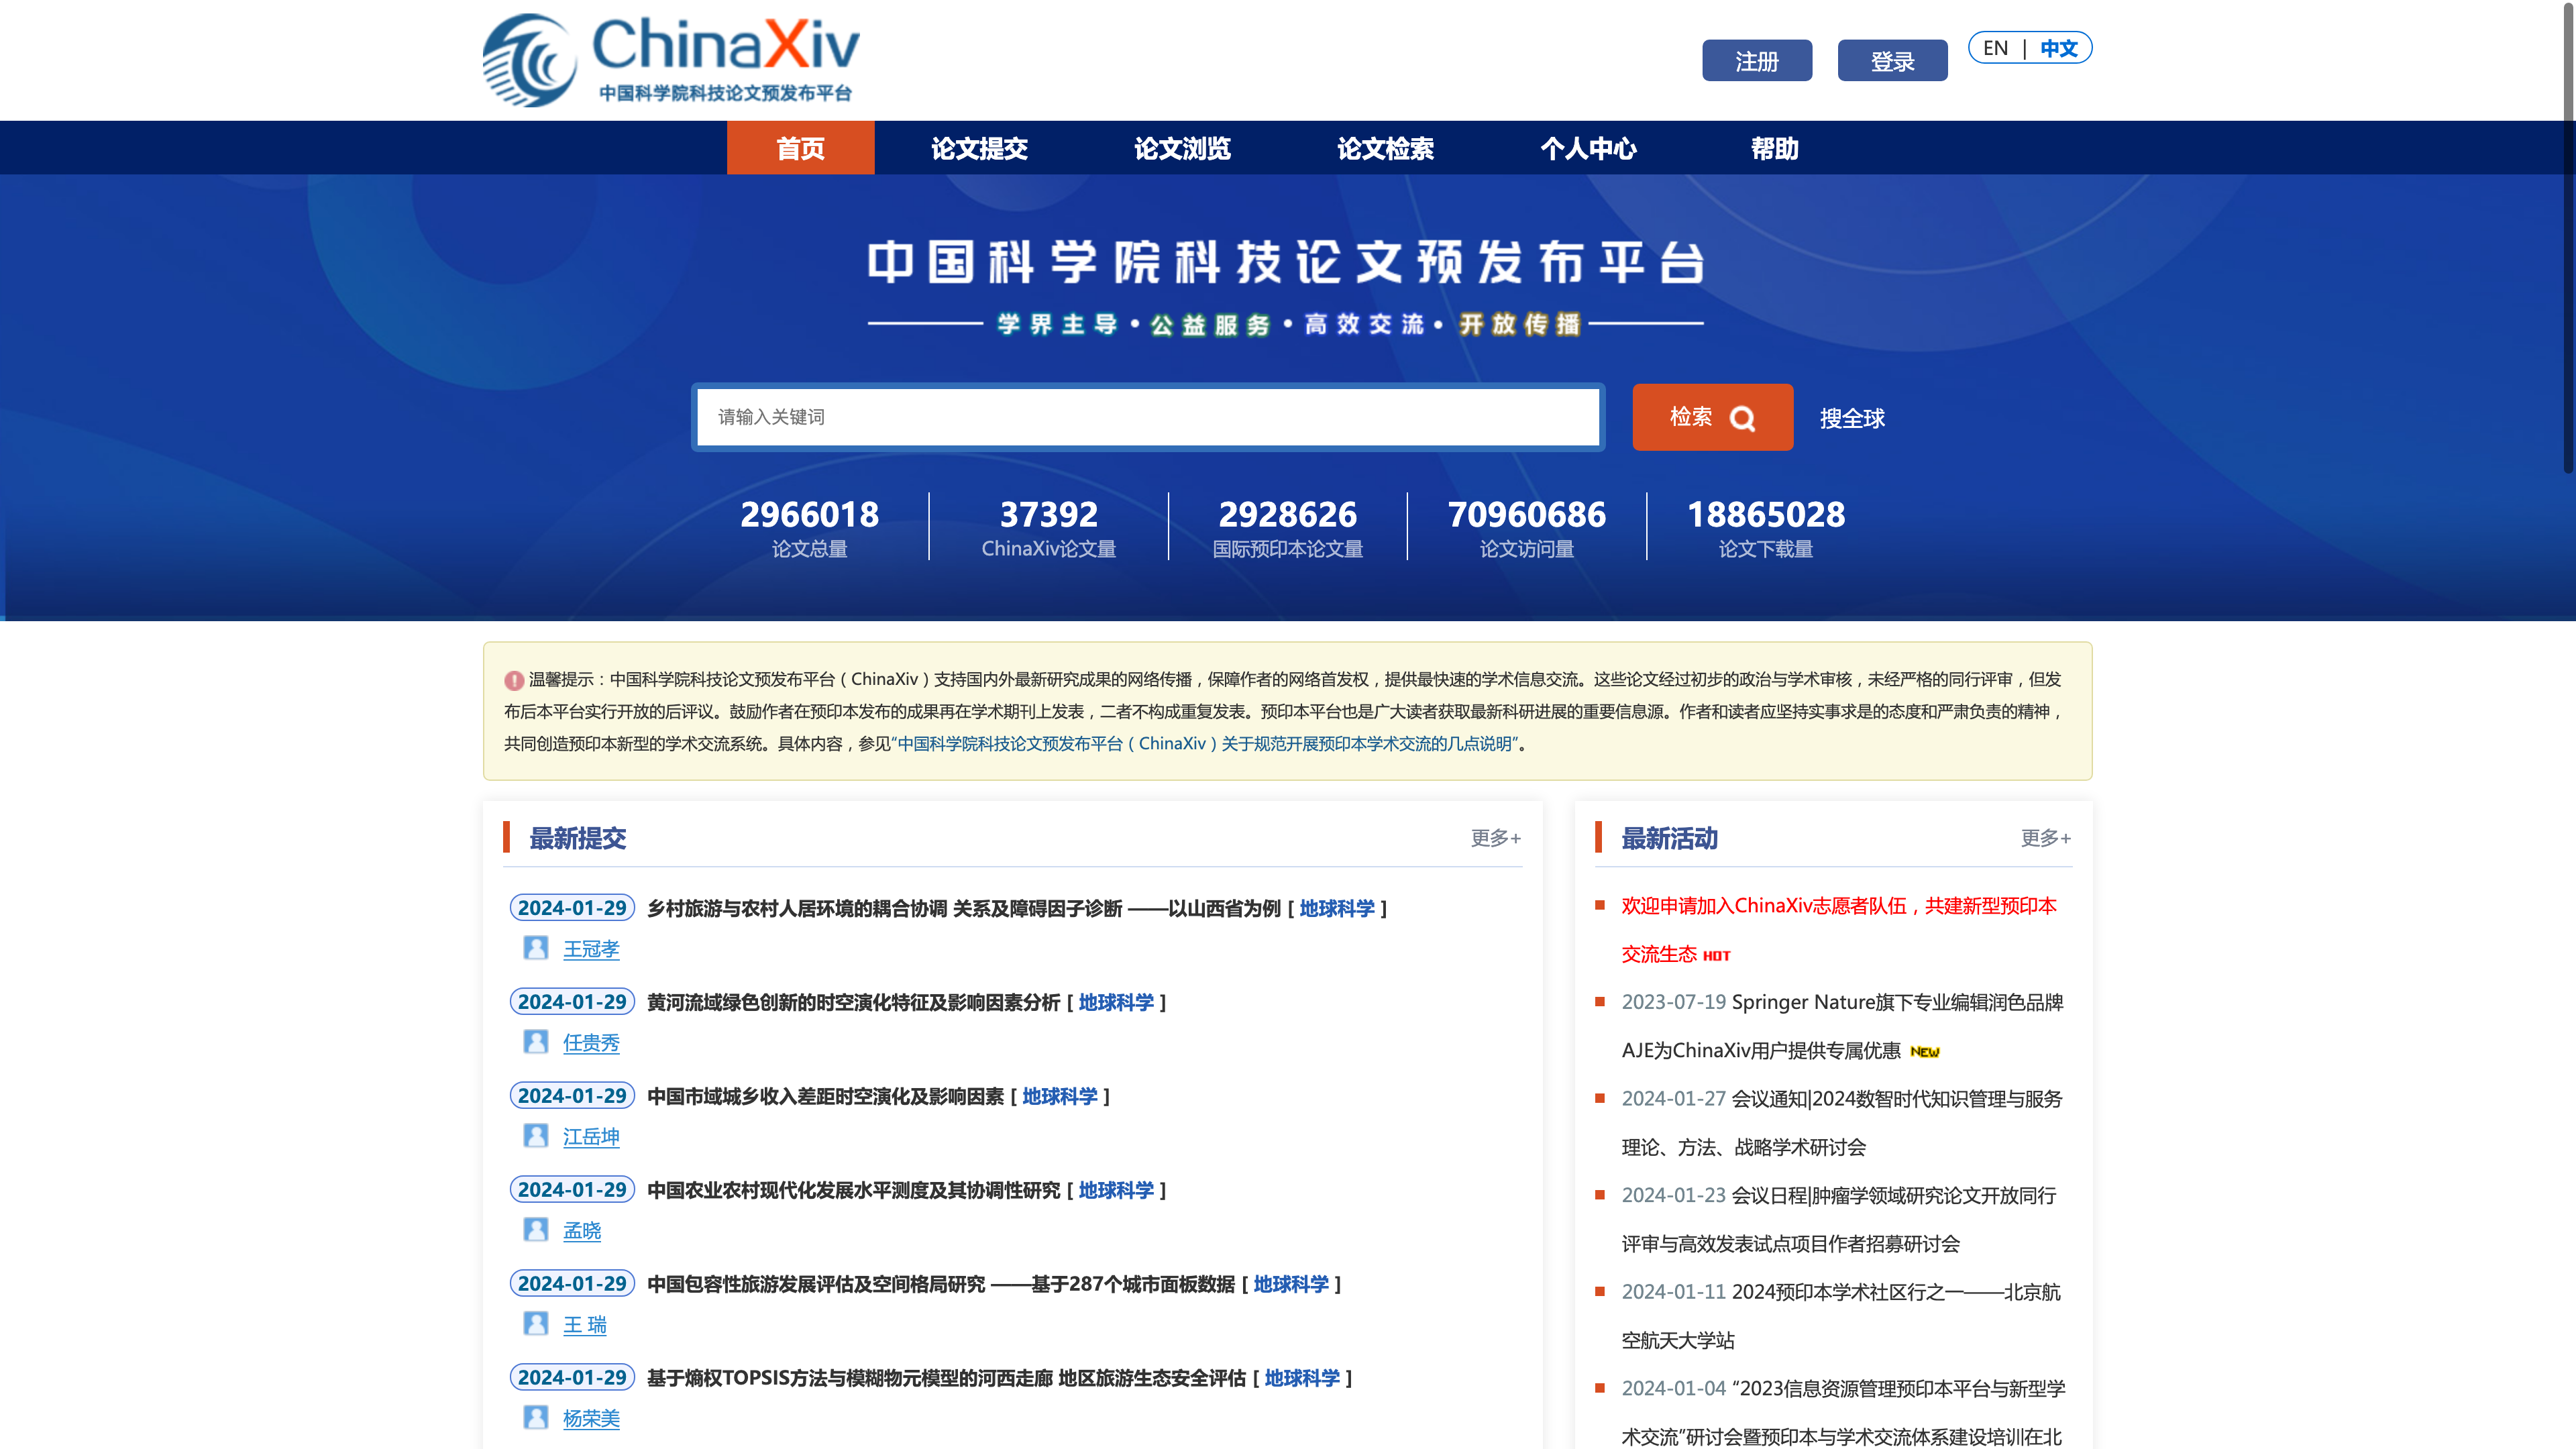 ChinaXiv
中国科学院科技论文预发布平台
注册
登录
EN | 中文
首页
论文提交
论文浏览
论文检索
个人中心
帮助
中国科学院科技论文预发布平台
学界主导•公益服务•高效交流•开放传播
请输入关键词
检索
搜全球
2966018
论文总量
37392
ChinaXiv论文量
2928626
国际预印本论文量
70960686
论文访问量
18865028
论文下载量
温馨提示：中国科学院科技论文预发布平台（ChinaXiv）支持国内外最新研究成果的网络传播，保障作者的网络首发权，提供最快速的学术信息交流。这些论文经过初步的政治与学术审核，未经严格的同行评审，但发
布后本平台实行开放的后评议。鼓励作者在预印本发布的成果再在学术期刊上发表，二者不构成重复发表。预印本平台也是广大读者获取最新科研进展的重要信息源。作者和读者应坚持实事求是的态度和严肃负责的精神，
共同创造预印本新型的学术交流系统。具体内容，参见“中国科学院科技论文预发布平台（ChinaXiv）关于规范开展预印本学术交流的几点说明”。
最新提交
更多+
2024-01-29 乡村旅游与农村人居环境的耦合协调 关系及障碍因子诊断 ——以山西省为例 [ 地球科学 ]
王冠孝
2024-01-29 黄河流域绿色创新的时空演化特征及影响因素分析 [ 地球科学 ]
任贵秀
2024-01-29 中国市域城乡收入差距时空演化及影响因素 [ 地球科学 ]
江岳坤
2024-01-29 中国农业农村现代化发展水平测度及其协调性研究 [ 地球科学 ]
孟晓
2024-01-29 中国包容性旅游发展评估及空间格局研究 ——基于287个城市面板数据 [ 地球科学 ]
王 瑞
2024-01-29 基于熵权TOPSIS方法与模糊物元模型的河西走廊 地区旅游生态安全评估 [ 地球科学 ]
杨荣美
最新活动
更多+
欢迎申请加入ChinaXiv志愿者队伍，共建新型预印本
交流生态 HOT
2023-07-19 Springer Nature旗下专业编辑润色品牌
AJE为ChinaXiv用户提供专属优惠 NEW
2024-01-27 会议通知|2024数智时代知识管理与服务
理论、方法、战略学术研讨会
2024-01-23 会议日程|肿瘤学领域研究论文开放同行
评审与高效发表试点项目作者招募研讨会
2024-01-11 2024预印本学术社区行之一——北京航
空航天大学站
2024-01-04 “2023信息资源管理预印本平台与新型学
术交流”研讨会暨预印本与学术交流体系建设培训在北